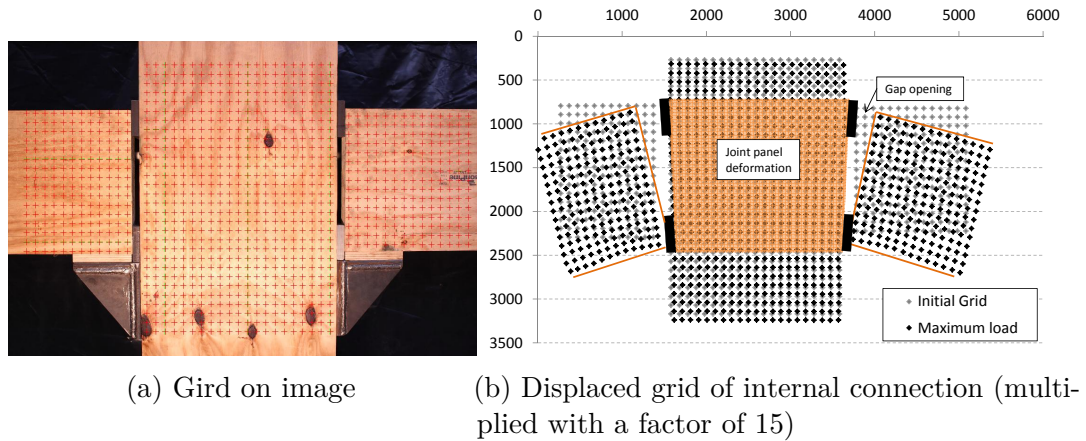 0 1000 2000 3000 4000 5000 6000
0
500
1000
1500
2000
2500
3000
3500
Gap opening
Joint panel
deformation
Initial Grid
Maximum load
(a) Gird on image
(b) Displaced grid of internal connection (multi-
plied with a factor of 15)